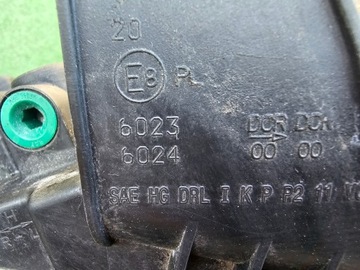 20
E8 PL
6023 DCR DCR
6024 00 00
SAE HG DRL I K P P2 11